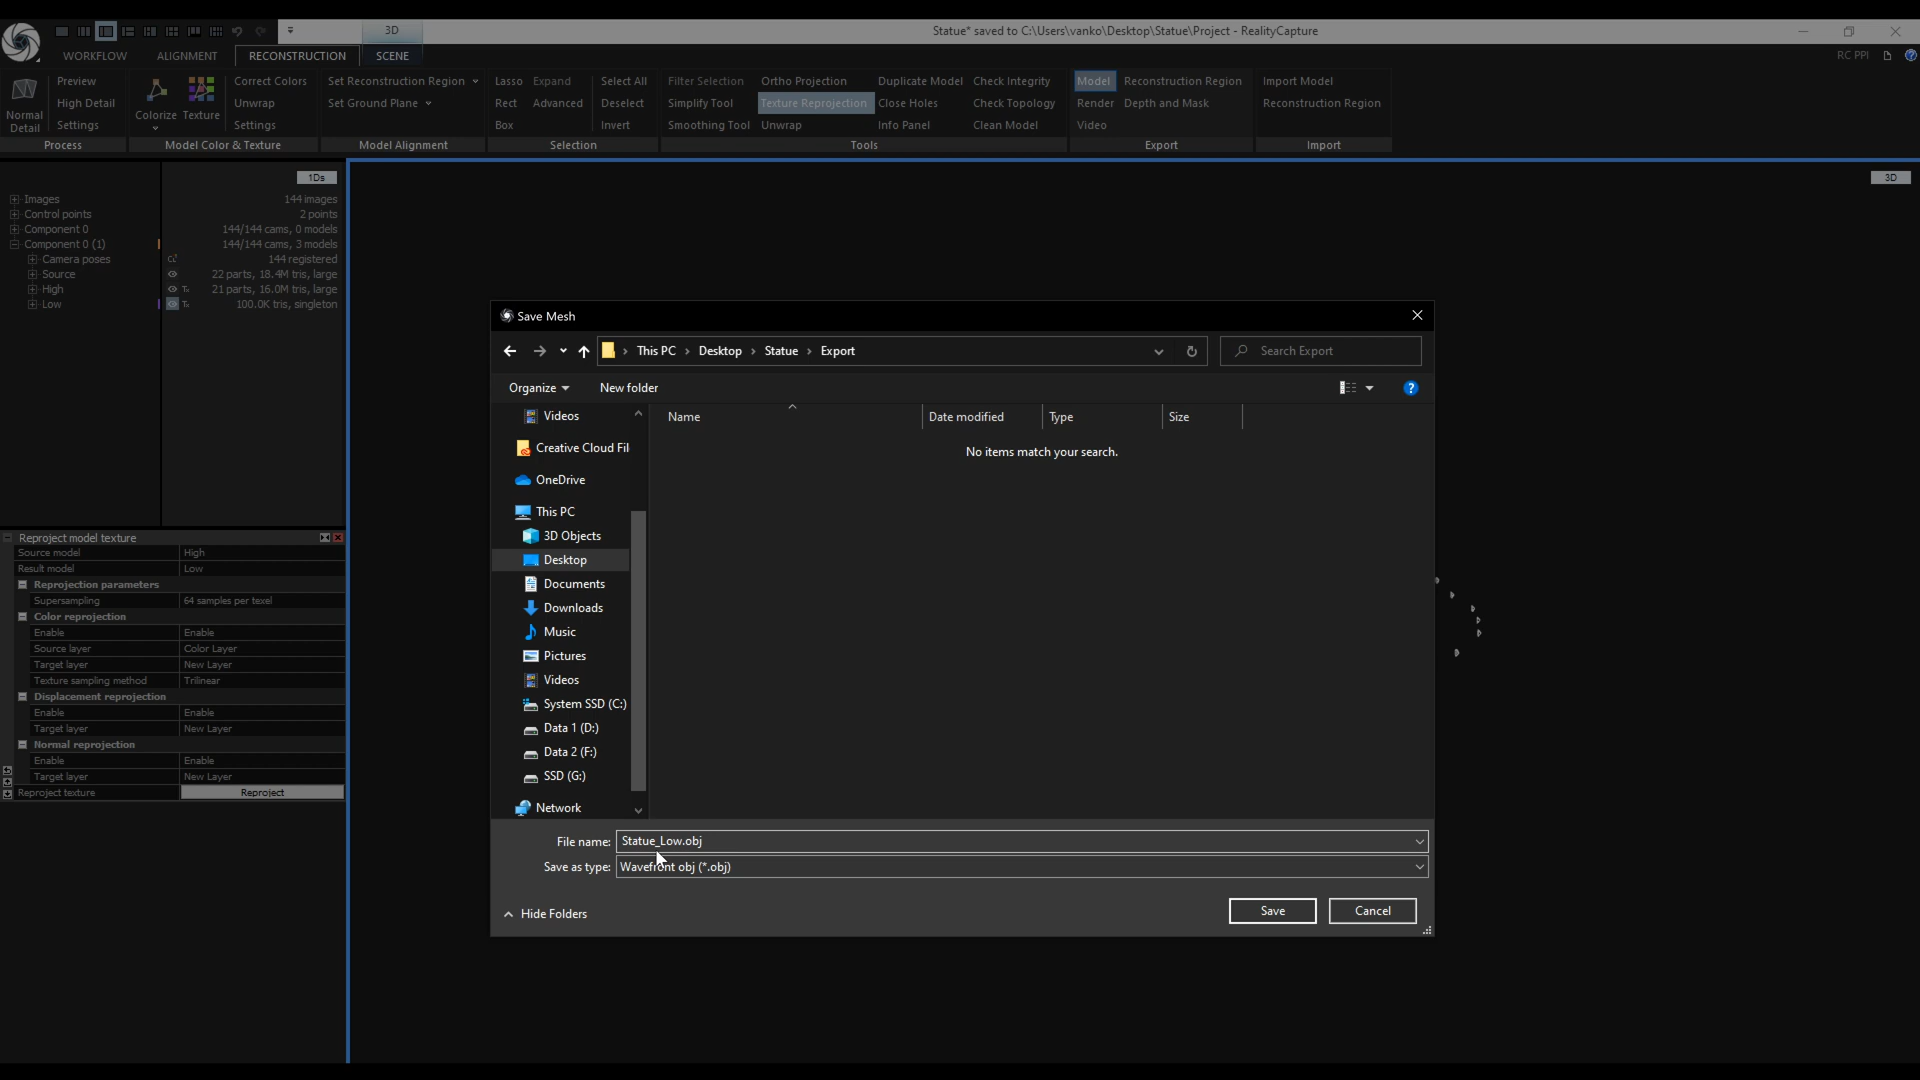 3D
Statue* saved to C:\Users\vanko\Desktop\Statue\Project - RealityCapture
WORKFLOW ALIGNMENT RECONSTRUCTION SCENE
RC PPI
Normal Detail
Preview
High Detail
Settings
Process
Colorize Texture
Correct Colors
Unwrap
Settings
Model Color & Texture
Set Reconstruction Region
Set Ground Plane
Model Alignment
Lasso Expand Select All
Rect Advanced Deselect
Box Invert
Selection
Filter Selection Ortho Projection Duplicate Model Check Integrity
Simplify Tool Texture Reprojection Close Holes Check Topology
Smoothing Tool Unwrap Info Panel Clean Model
Tools
Model Reconstruction Region
Render Depth and Mask
Video
Export
Import Model
Reconstruction Region
Import
1Ds
3D
Images 144 images
Control points 2 points
Component 0 144/144 cams, 0 models
Component 0 (1) 144/144 cams, 3 models
Camera poses 144 registered
Source 22 parts, 18.4M tris, large
High Tx 21 parts, 16.0M tris, large
Low Tx 100.0K tris, singleton
Reproject model texture
Source model High
Result model Low
Reprojection parameters
Supersampling 64 samples per texel
Color reprojection
Enable Enable
Source layer Color Layer
Target layer New Layer
Texture sampling method Trilinear
Displacement reprojection
Enable Enable
Target layer New Layer
Normal reprojection
Enable Enable
Target layer New Layer
Reproject texture Reproject
Save Mesh
This PC > Desktop > Statue > Export
Search Export
Organize New folder
Name Date modified Type Size
No items match your search.
Videos
Creative Cloud Fil
OneDrive
This PC
3D Objects
Desktop
Documents
Downloads
Music
Pictures
Videos
System SSD (C:)
Data 1 (D:)
Data 2 (F:)
SSD (G:)
Network
File name: Statue_Low.obj
Save as type: Wavefront obj (*.obj)
Hide Folders
Save Cancel